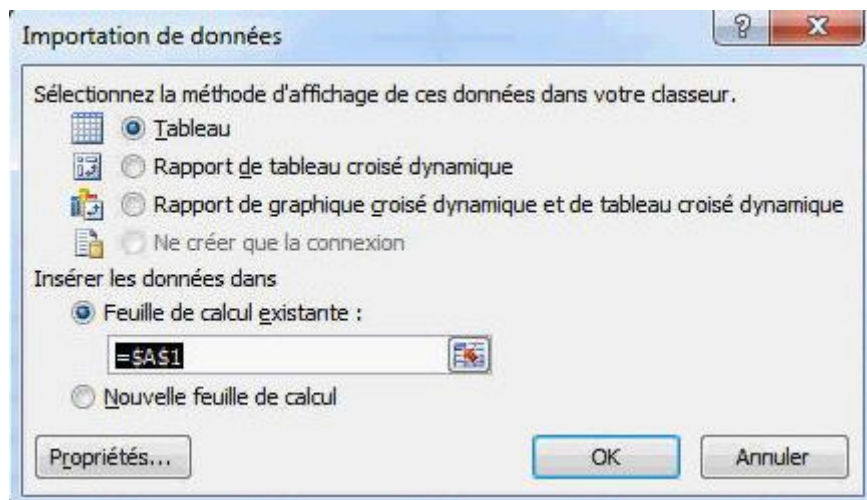 Importation de données
Sélectionnez la méthode d'affichage de ces données dans votre classeur.
Tableau
Rapport de tableau croisé dynamique
Rapport de graphique croisé dynamique et de tableau croisé dynamique
Ne créer que la connexion
Insérer les données dans
Feuille de calcul existante :
=$A$1
Nouvelle feuille de calcul
Propriétés... OK Annuler